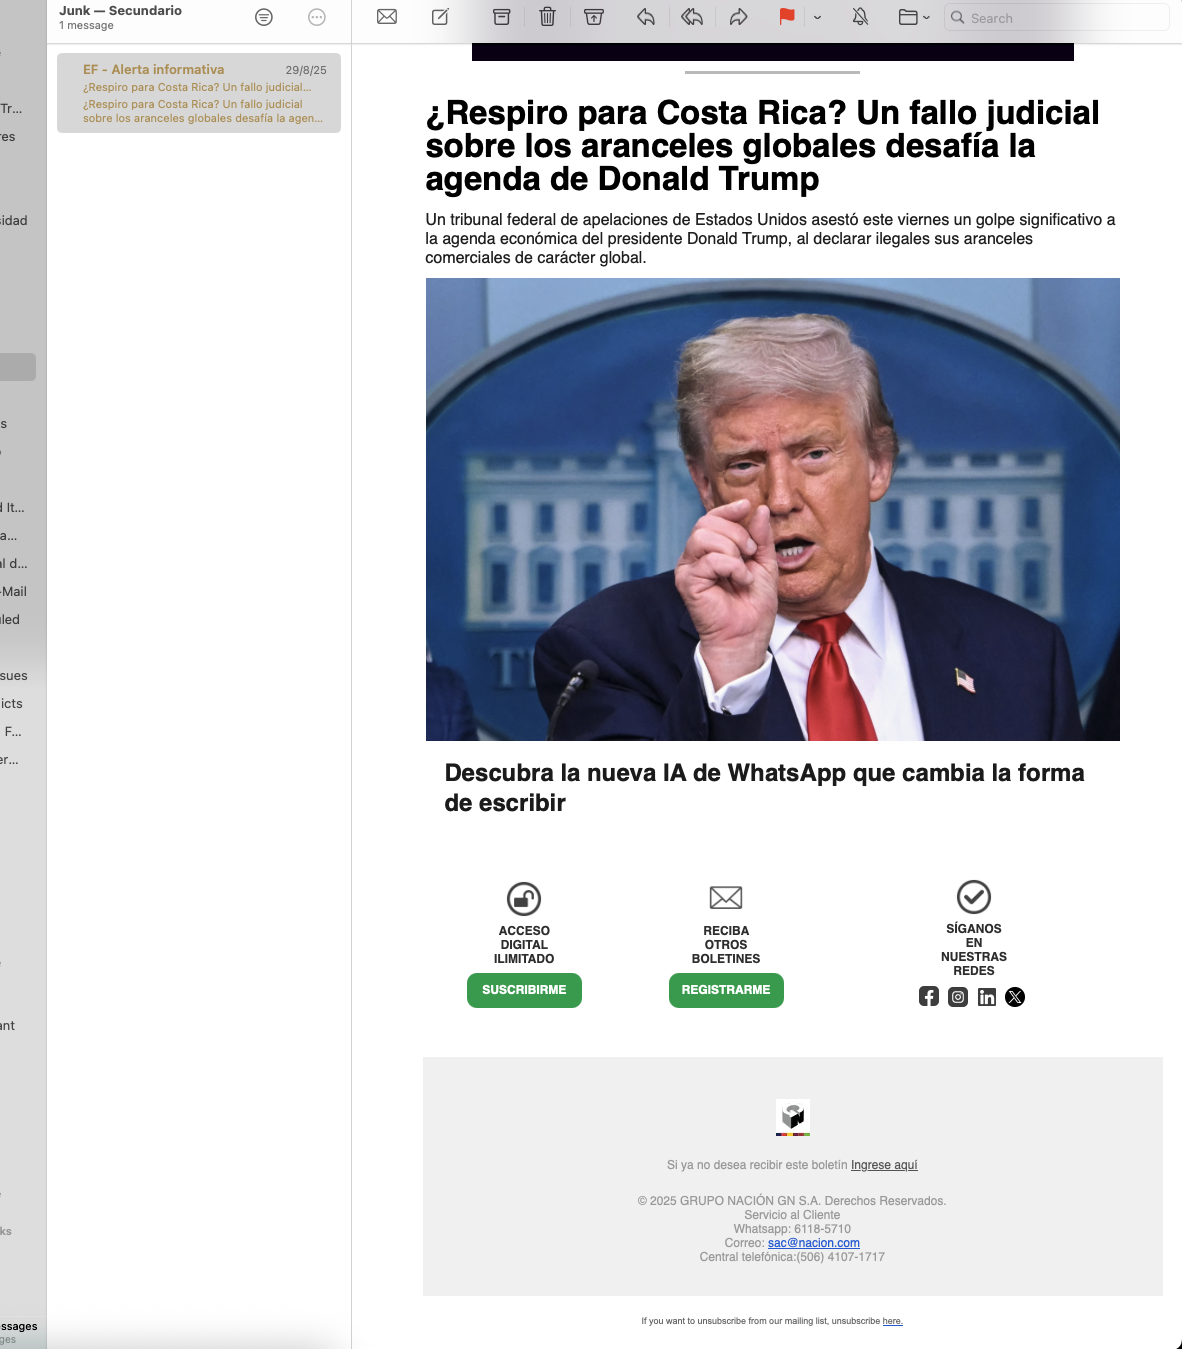 Junk — Secundario
1 message
Search
Tr...
res
sidad
s
d It...
a...
al d...
-Mail
led
sues
icts
F...
er...
ant
ks
ssages
ges
EF - Alerta informativa
29/8/25
¿Respiro para Costa Rica? Un fallo judicial...
¿Respiro para Costa Rica? Un fallo judicial
sobre los aranceles globales desafía la agen...
¿Respiro para Costa Rica? Un fallo judicial
sobre los aranceles globales desafía la
agenda de Donald Trump
Un tribunal federal de apelaciones de Estados Unidos asestó este viernes un golpe significativo a
la agenda económica del presidente Donald Trump, al declarar ilegales sus aranceles
comerciales de carácter global.
Descubra la nueva IA de WhatsApp que cambia la forma
de escribir
ACCESO
DIGITAL
ILIMITADO
SUSCRIBIRME
RECIBA
OTROS
BOLETINES
REGISTRARME
SÍGANOS
EN
NUESTRAS
REDES
Si ya no desea recibir este boletín Ingrese aquí
© 2025 GRUPO NACIÓN GN S.A. Derechos Reservados.
Servicio al Cliente
Whatsapp: 6118-5710
Correo: sac@nacion.com
Central telefónica:(506) 4107-1717
If you want to unsubscribe from our mailing list, unsubscribe here.